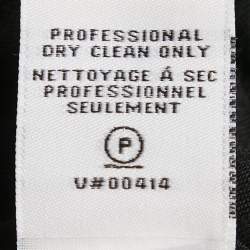 PROFESSIONAL
DRY CLEAN ONLY
NETTOYAGE Á SEC
PROFESSIONNEL
SEULEMENT
P
U#00414